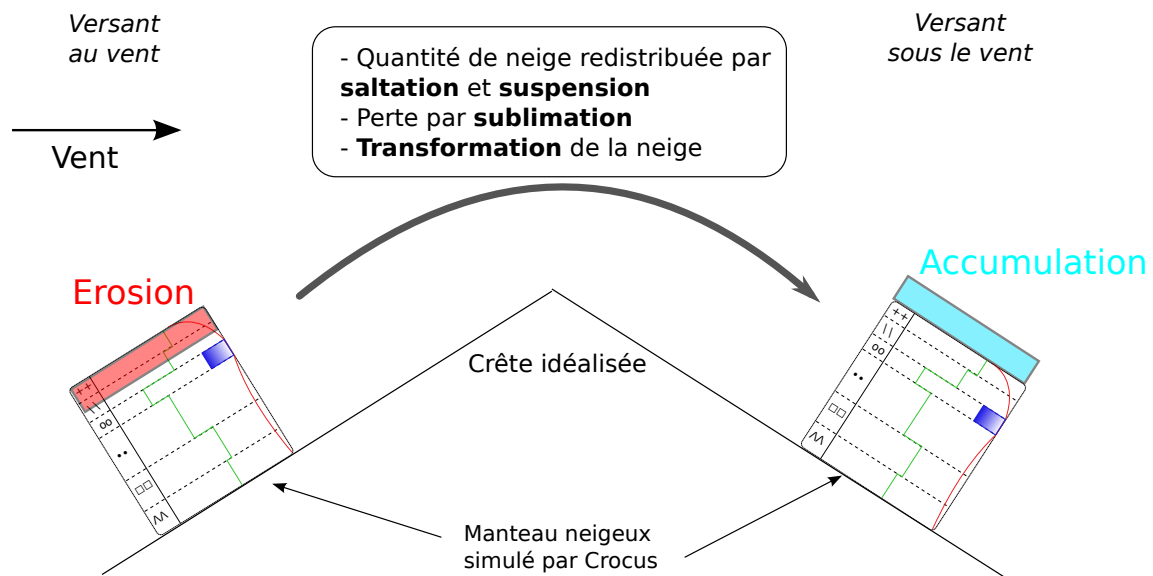 Versant
au vent
Versant
sous le vent
- Quantité de neige redistribuée par
saltation et suspension
- Perte par sublimation
- Transformation de la neige
Vent
Erosion
Accumulation
Crête idéalisée
Manteau neigeux
simulé par Crocus